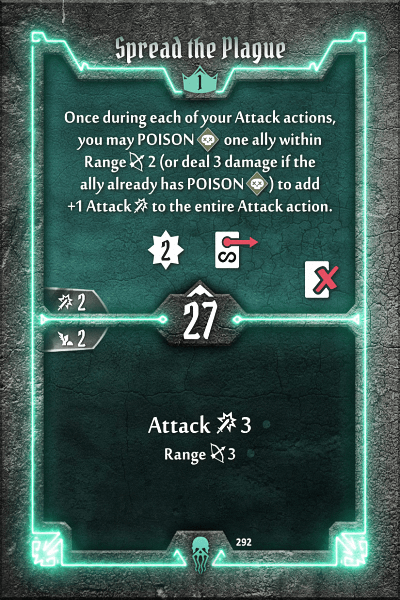 Spread the Plague
1
Once during each of your Attack actions,
you may POISON one ally within
Range 2 (or deal 3 damage if the
ally already has POISON ) to add
+1 Attack to the entire Attack action.
2
2
27
2
Attack 3
Range 3
292